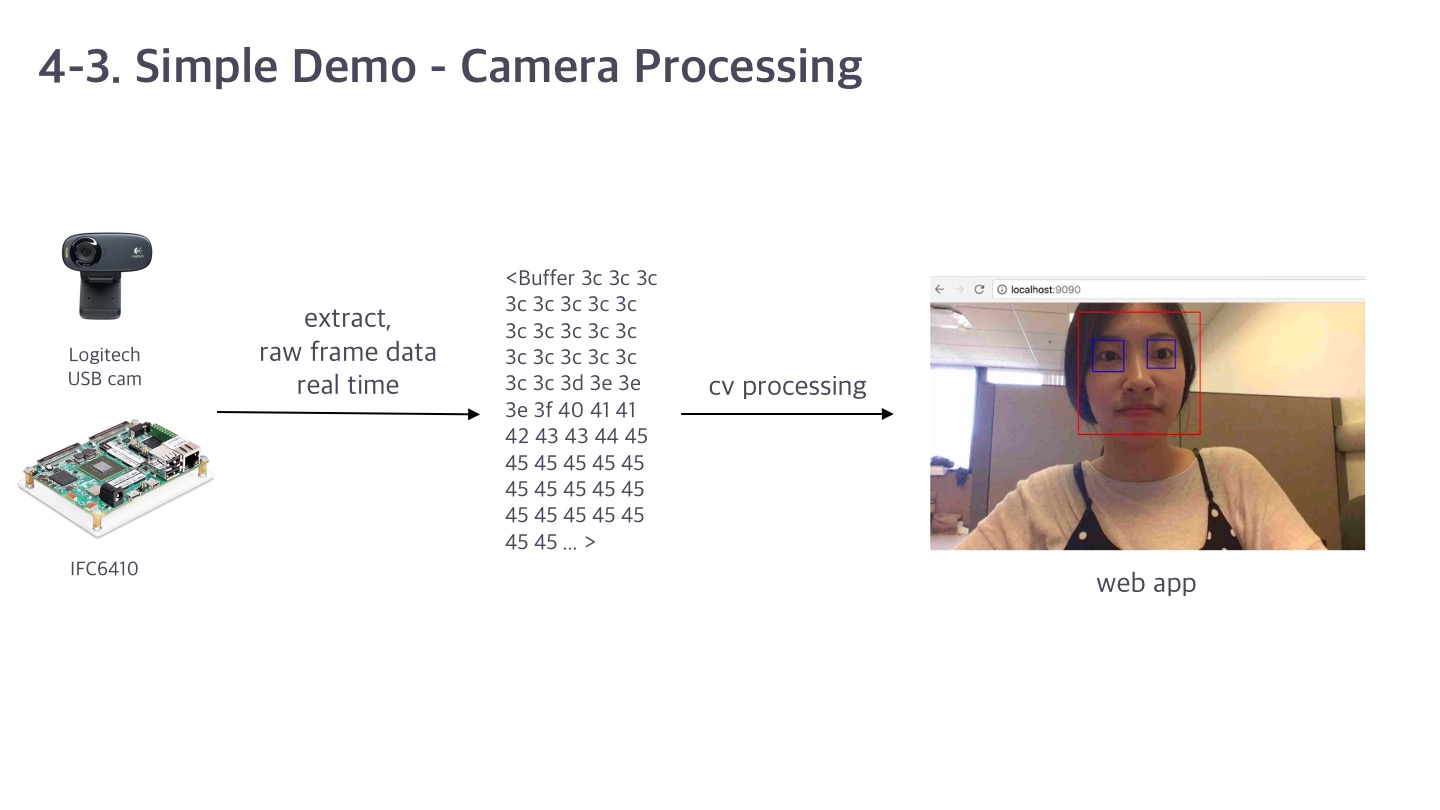 4-3. Simple Demo - Camera Processing
Logitech
USB cam
IFC6410
extract,
raw frame data
real time
<Buffer 3c 3c 3c
3c 3c 3c 3c 3c
3c 3c 3c 3c 3c
3c 3c 3c 3c 3c
3c 3c 3d 3e 3e
3e 3f 40 41 41
42 43 43 44 45
45 45 45 45 45
45 45 45 45 45
45 45 45 45 45
45 45 ... >
cv processing
localhost:9090
web app